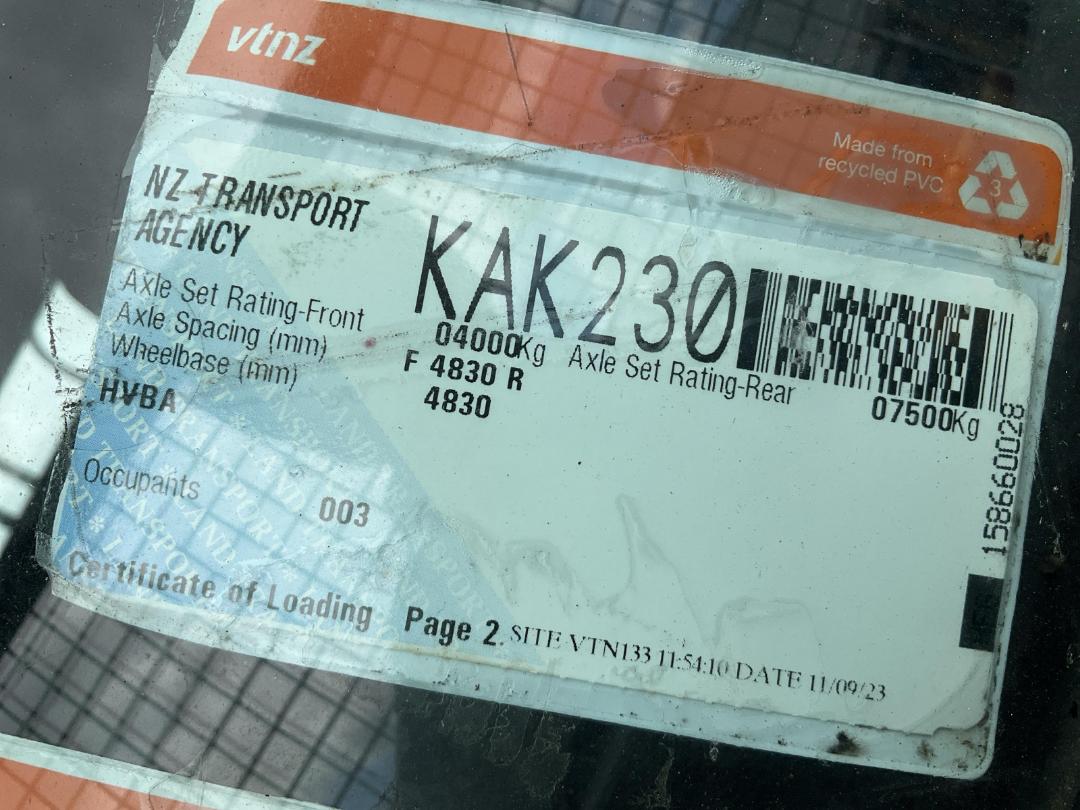 vtnz
Made from
recycled PVC
3
NZ TRANSPORT
AGENCY
KAK230
Axle Set Rating-Front 04000Kg Axle Set Rating-Rear 07500Kg
Axle Spacing (mm) F 4830 R
Wheelbase (mm) 4830
HVBA
Occupants 003
158660028
Certificate of Loading Page 2. SITE VTN133 11:54:10 DATE 11/09/23